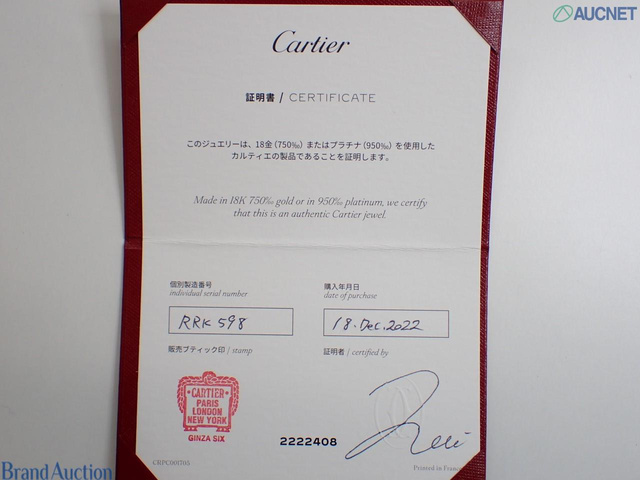 AUCNET
Cartier
証明書 / CERTIFICATE
このジュエリーは、18金(750‰)またはプラチナ(950‰)を使用した
カルティエの製品であることを証明します。
Made in 18K 750‰ gold or in 950‰ platinum, we certify
that this is an authentic Cartier jewel.
個別製造番号
individual serial number
RRK598
購入年月日
date of purchase
18.Dec.2022
販売ブティック印 / stamp
証明者 / certified by
CARTIER
PARIS
LONDON
NEW YORK
GINZA SIX
2222408
CRPC001705
Printed in France
Brand Auction